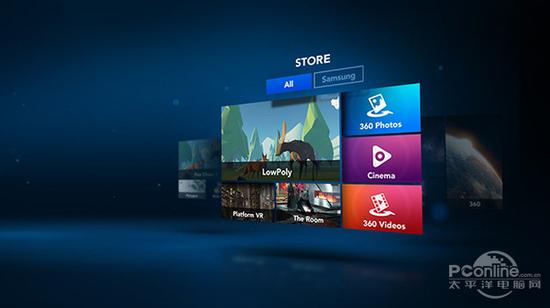 STORE
All
Samsung
LowPoly
Platform VR
The Room
360 Photos
Cinema
360 Videos
360
PConline.com.cn
太平洋电脑网